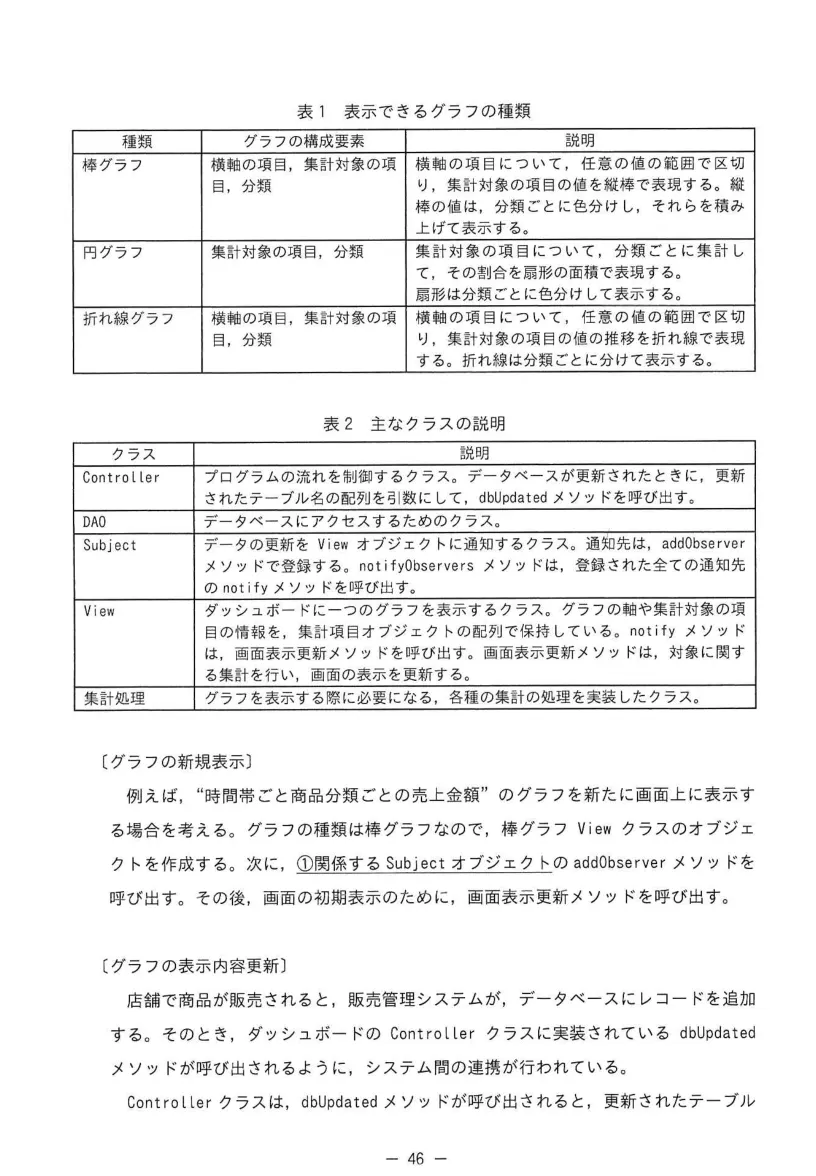 表1　表示できるグラフの種類
種類　グラフの構成要素　説明
棒グラフ　横軸の項目，集計対象の項　横軸の項目について，任意の値の範囲で区切
目，分類　り，集計対象の項目の値を縦棒で表現する。縦
棒の値は，分類ごとに色分けし，それらを積み
上げて表示する。
円グラフ　集計対象の項目，分類　集計対象の項目について，分類ごとに集計し
て，その割合を扇形の面積で表現する。
扇形は分類ごとに色分けして表示する。
折れ線グラフ　横軸の項目，集計対象の項　横軸の項目について，任意の値の範囲で区切
目，分類　り，集計対象の項目の値の推移を折れ線で表現
する。折れ線は分類ごとに分けて表示する。
表2　主なクラスの説明
クラス　説明
Controller　プログラムの流れを制御するクラス。データベースが更新されたときに，更新
されたテーブル名の配列を引数にして，dbUpdated メソッドを呼び出す。
DAO　データベースにアクセスするためのクラス。
Subject　データの更新を View オブジェクトに通知するクラス。通知先は，addObserver
メソッドで登録する。notifyObservers メソッドは，登録された全ての通知先
の notify メソッドを呼び出す。
View　ダッシュボードに一つのグラフを表示するクラス。グラフの軸や集計対象の項
目の情報を，集計項目オブジェクトの配列で保持している。notify メソッド
は，画面表示更新メソッドを呼び出す。画面表示更新メソッドは，対象に関す
る集計を行い，画面の表示を更新する。
集計処理　グラフを表示する際に必要になる，各種の集計の処理を実装したクラス。
〔グラフの新規表示〕
例えば，“時間帯ごと商品分類ごとの売上金額”のグラフを新たに画面上に表示す
る場合を考える。グラフの種類は棒グラフなので，棒グラフ View クラスのオブジェ
クトを作成する。次に，①関係する Subject オブジェクトの addObserver メソッドを
呼び出す。その後，画面の初期表示のために，画面表示更新メソッドを呼び出す。
〔グラフの表示内容更新〕
店舗で商品が販売されると，販売管理システムが，データベースにレコードを追加
する。そのとき，ダッシュボードの Controller クラスに実装されている dbUpdated
メソッドが呼び出されるように，システム間の連携が行われている。
Controller クラスは，dbUpdated メソッドが呼び出されると，更新されたテーブル
― 46 ―